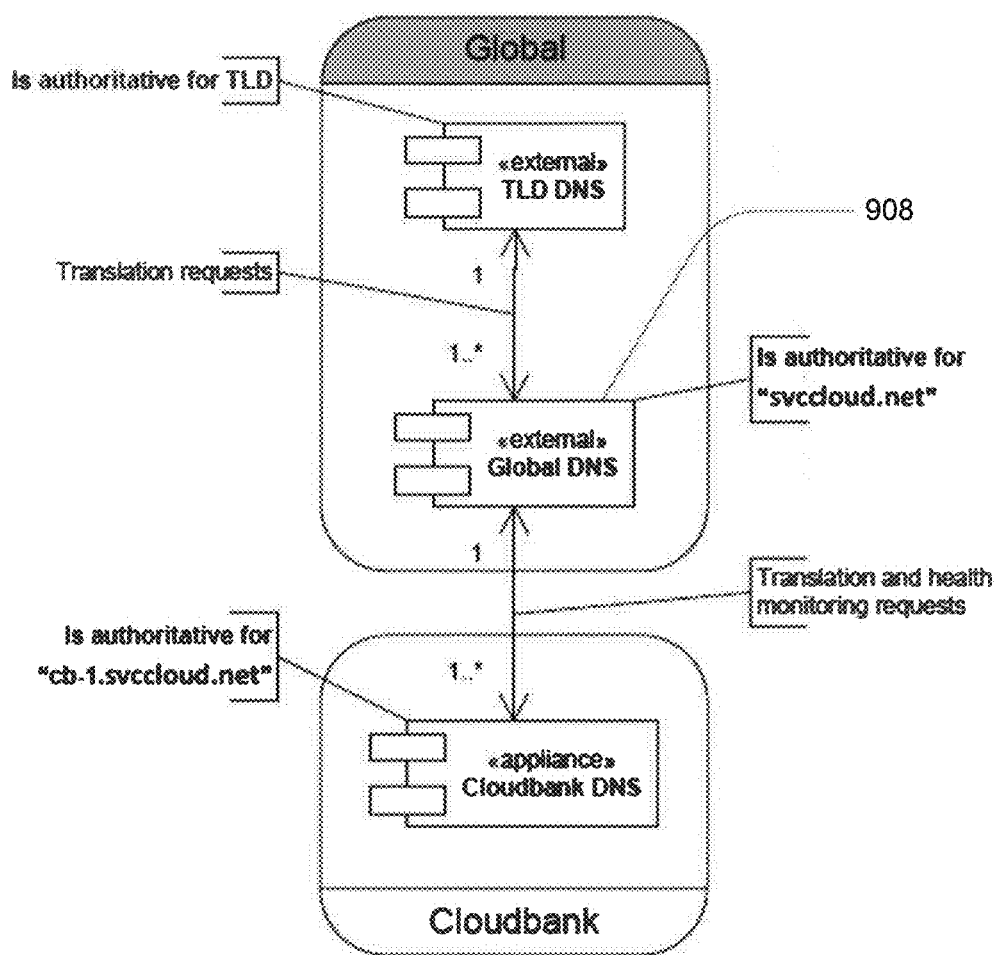 Global
Is authoritative for TLD
«external»
TLD DNS
908
Translation requests
1
1..*
Is authoritative for
"svccloud.net"
«external»
Global DNS
1
Translation and health
monitoring requests
Is authoritative for
"cb-1.svccloud.net"
1..*
«appliance»
Cloudbank DNS
Cloudbank